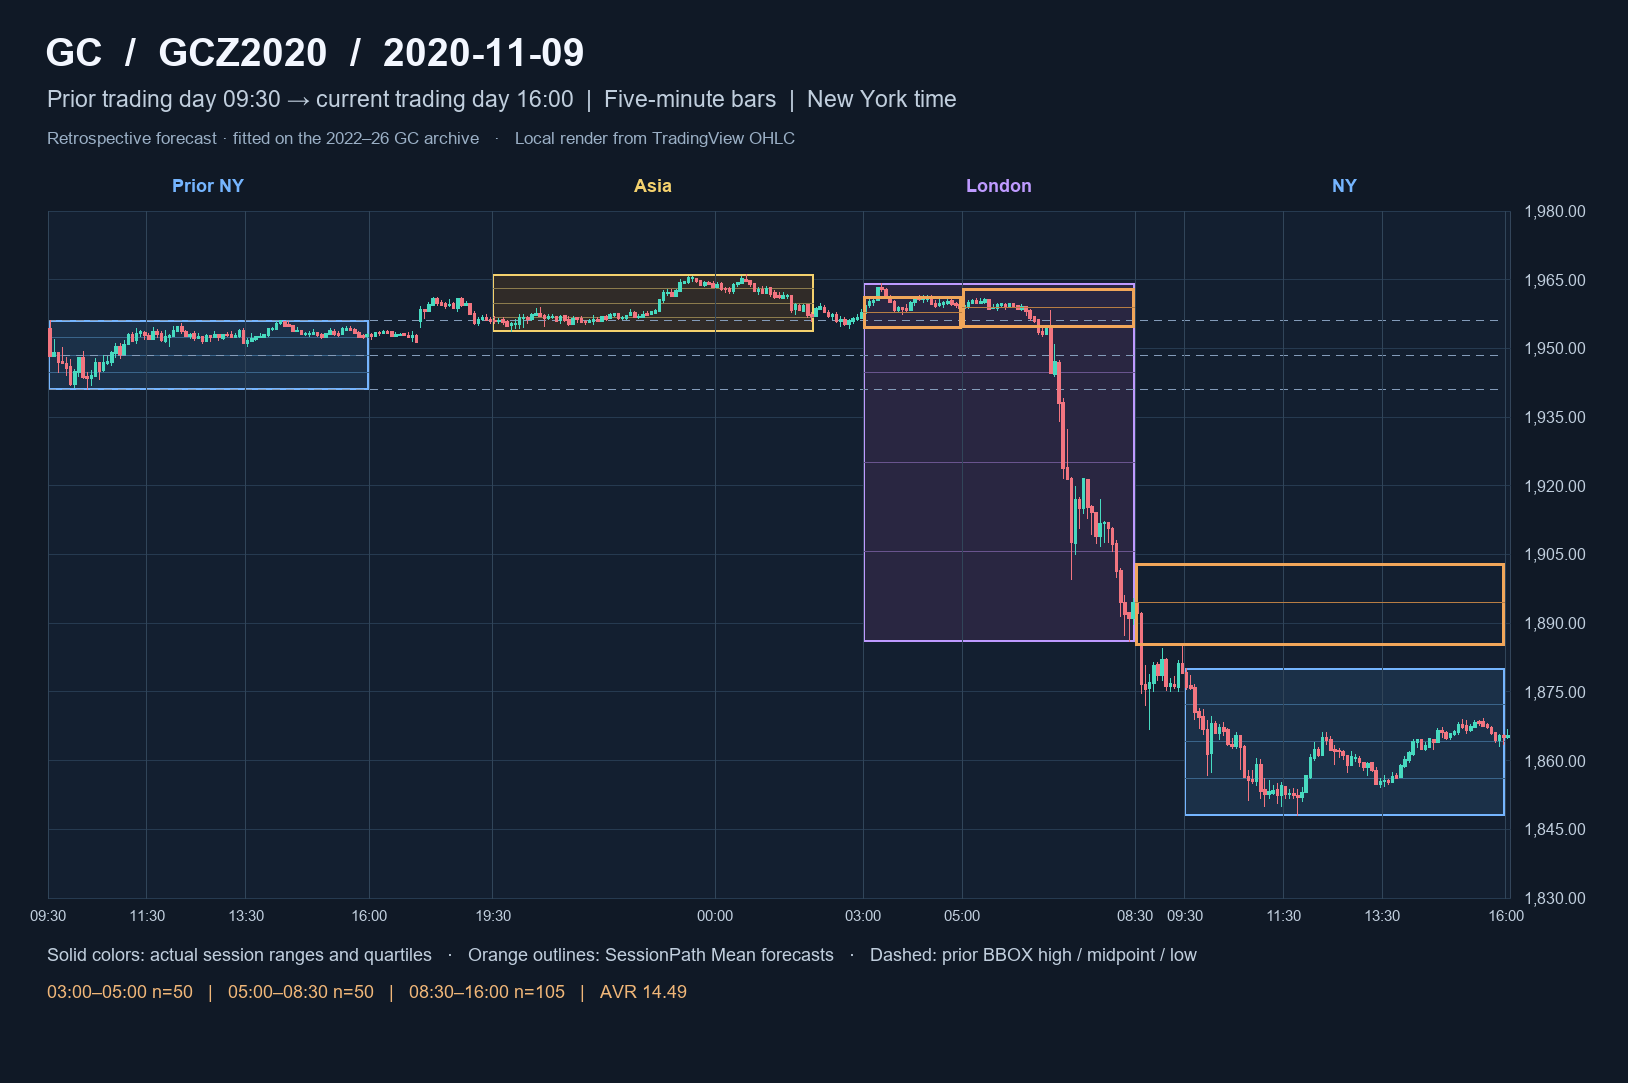 GC / GCZ2020 / 2020-11-09
Prior trading day 09:30 → current trading day 16:00 | Five-minute bars | New York time
Retrospective forecast · fitted on the 2022–26 GC archive · Local render from TradingView OHLC
Prior NY Asia London NY
1,980.00
1,965.00
1,950.00
1,935.00
1,920.00
1,905.00
1,890.00
1,875.00
1,860.00
1,845.00
1,830.00
09:30 11:30 13:30 16:00 19:30 00:00 03:00 05:00 08:30 09:30 11:30 13:30 16:00
Solid colors: actual session ranges and quartiles · Orange outlines: SessionPath Mean forecasts · Dashed: prior BBOX high / midpoint / low
03:00–05:00 n=50 | 05:00–08:30 n=50 | 08:30–16:00 n=105 | AVR 14.49